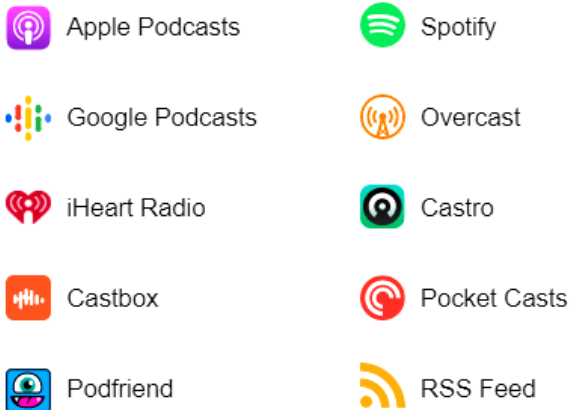 Apple Podcasts
Spotify
Google Podcasts
Overcast
iHeart Radio
Castro
Castbox
Pocket Casts
Podfriend
RSS Feed